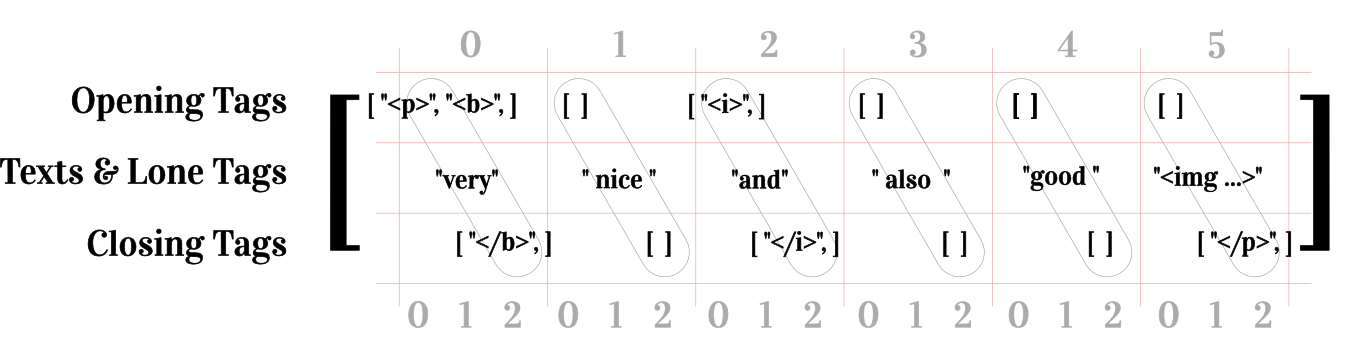 0 1 2 3 4 5
Opening Tags [ "<p>", "<b>", ] [ ] [ "<i>", ] [ ] [ ] [ ]
Texts & Lone Tags "very" " nice " "and" " also  " "good " "<img ...>"
Closing Tags [ "</b>", ] [ ] [ "</i>", ] [ ] [ ] [ "</p>", ]
0 1 2 0 1 2 0 1 2 0 1 2 0 1 2 0 1 2